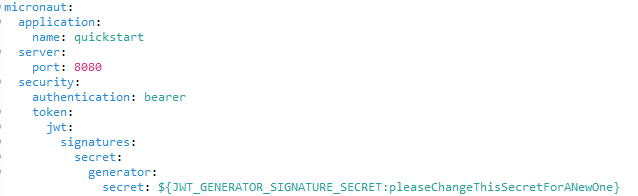 micronaut:
  application:
    name: quickstart
  server:
    port: 8080
  security:
    authentication: bearer
    token:
      jwt:
        signatures:
          secret:
            generator:
              secret: ${JWT_GENERATOR_SIGNATURE_SECRET:pleaseChangeThisSecretForANewOne}